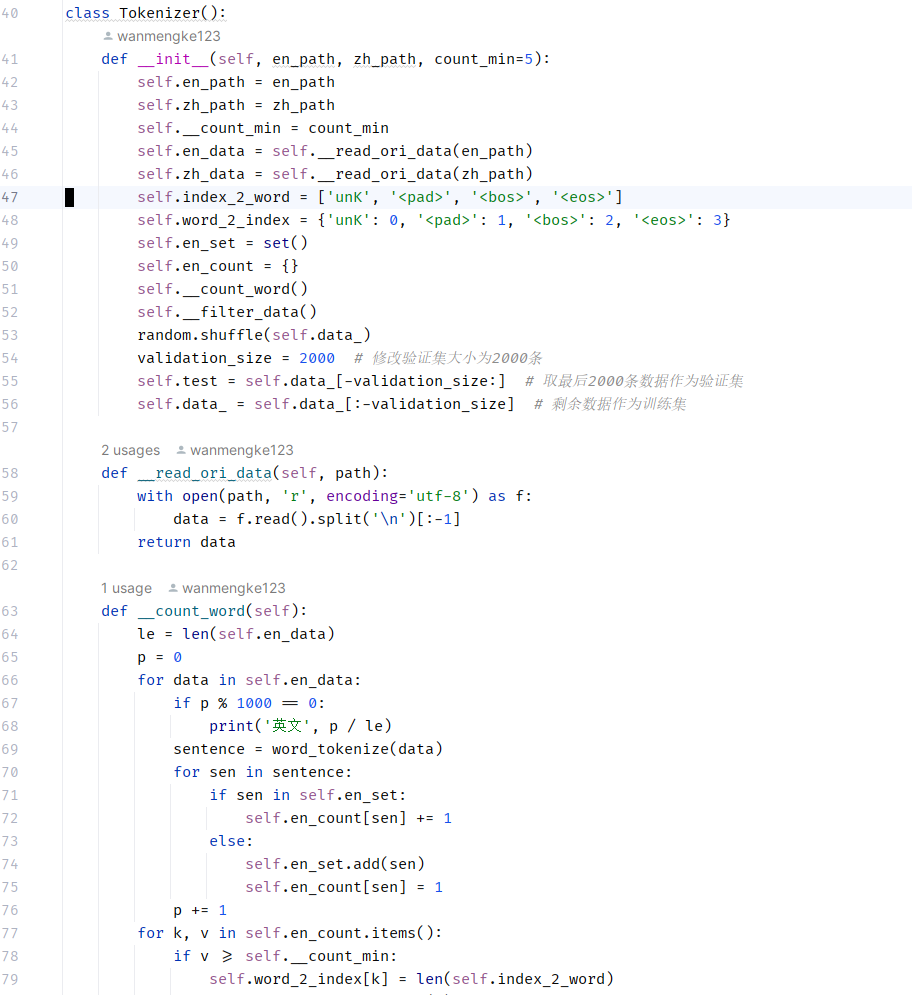 40 class Tokenizer():
wanmengke123
41 def __init__(self, en_path, zh_path, count_min=5):
42 self.en_path = en_path
43 self.zh_path = zh_path
44 self.__count_min = count_min
45 self.en_data = self.__read_ori_data(en_path)
46 self.zh_data = self.__read_ori_data(zh_path)
47 self.index_2_word = ['unK', '<pad>', '<bos>', '<eos>']
48 self.word_2_index = {'unK': 0, '<pad>': 1, '<bos>': 2, '<eos>': 3}
49 self.en_set = set()
50 self.en_count = {}
51 self.__count_word()
52 self.__filter_data()
53 random.shuffle(self.data_)
54 validation_size = 2000 # 修改验证集大小为2000条
55 self.test = self.data_[-validation_size:] # 取最后2000条数据作为验证集
56 self.data_ = self.data_[:-validation_size] # 剩余数据作为训练集
57
2 usages wanmengke123
58 def __read_ori_data(self, path):
59 with open(path, 'r', encoding='utf-8') as f:
60 data = f.read().split('\n')[:-1]
61 return data
62
1 usage wanmengke123
63 def __count_word(self):
64 le = len(self.en_data)
65 p = 0
66 for data in self.en_data:
67 if p % 1000 == 0:
68 print('英文', p / le)
69 sentence = word_tokenize(data)
70 for sen in sentence:
71 if sen in self.en_set:
72 self.en_count[sen] += 1
73 else:
74 self.en_set.add(sen)
75 self.en_count[sen] = 1
76 p += 1
77 for k, v in self.en_count.items():
78 if v >= self.__count_min:
79 self.word_2_index[k] = len(self.index_2_word)